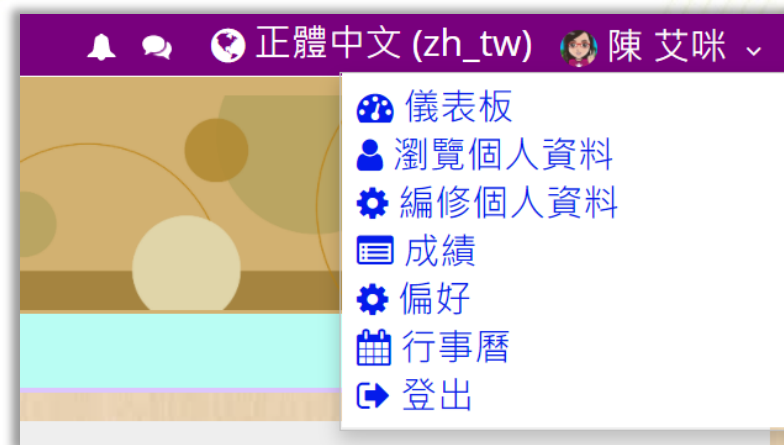 正體中文 (zh_tw) 陳 艾咪
儀表板
瀏覽個人資料
編修個人資料
成績
偏好
行事曆
登出